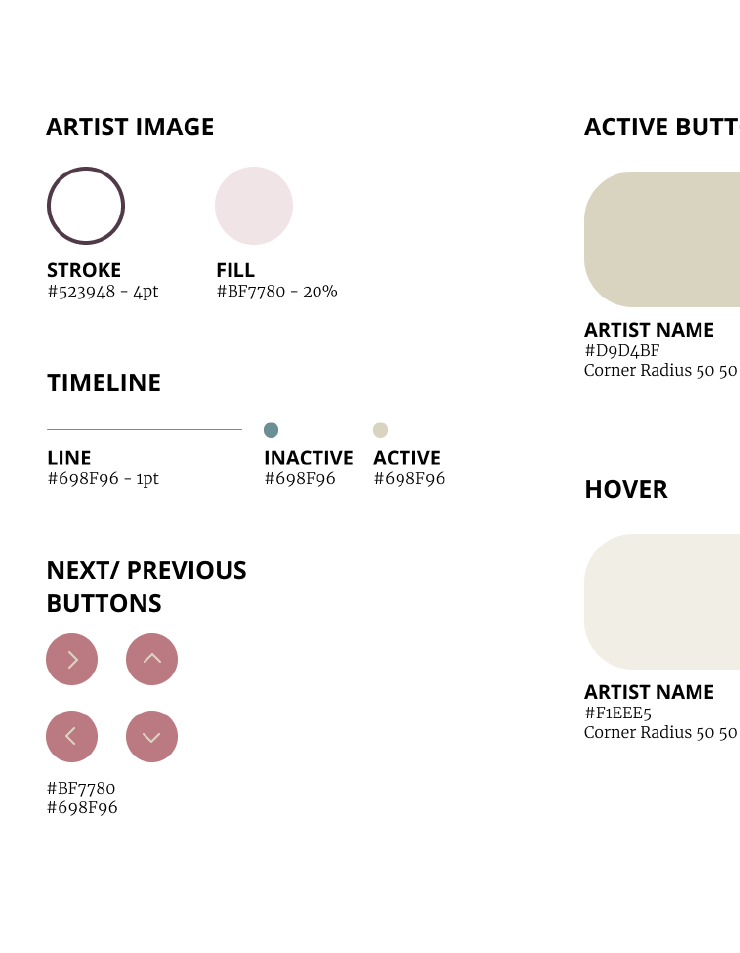 ARTIST IMAGE
STROKE
#523948 - 4pt
FILL
#BF7780 - 20%
TIMELINE
LINE
#698F96 - 1pt
INACTIVE
#698F96
ACTIVE
#698F96
NEXT/ PREVIOUS
BUTTONS
#BF7780
#698F96
ACTIVE BUTT
ARTIST NAME
#D9D4BF
Corner Radius 50 50
HOVER
ARTIST NAME
#F1EEE5
Corner Radius 50 50